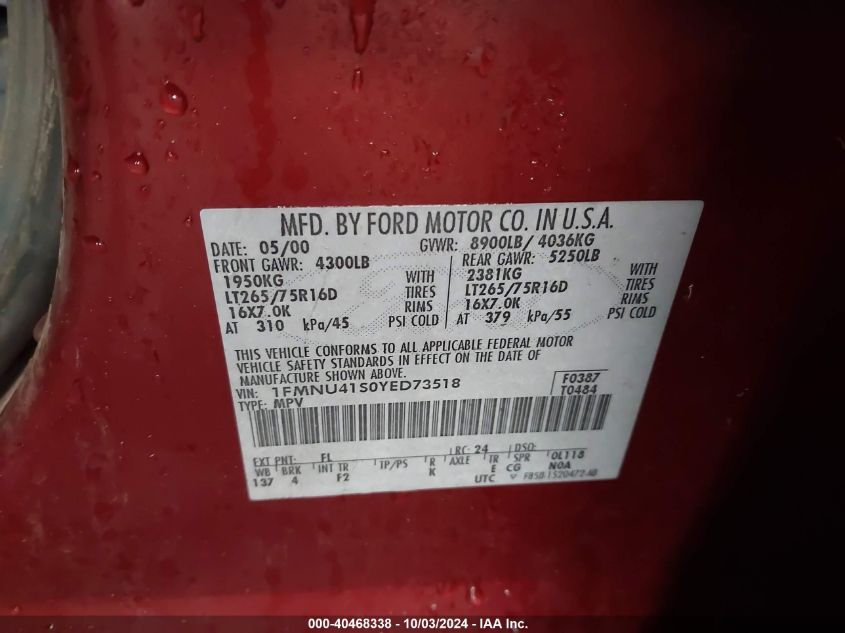 MFD. BY FORD MOTOR CO. IN U.S.A.
DATE: 05/00 GVWR: 8900LB/ 4036KG
FRONT GAWR: 4300LB REAR GAWR: 5250LB
1950KG WITH 2381KG WITH
LT265/75R16D TIRES LT265/75R16D TIRES
16X7.0K RIMS 16X7.0K RIMS
AT 310 kPa/45 PSI COLD AT 379 kPa/55 PSI COLD
THIS VEHICLE CONFORMS TO ALL APPLICABLE FEDERAL MOTOR
VEHICLE SAFETY STANDARDS IN EFFECT ON THE DATE OF
MANUFACTURE SHOWN ABOVE.
VIN: 1FMNU41S0YED73518 F0387
TYPE: MPV T0484
EXT PNT: FL RC: 24 DSO:
WB BRK INT TR TP/PS R AXLE TR SPR OL118
137 4 F2 K E CG NOA
UTC F85B-1520472-AB
000-40468338 - 10/03/2024 - IAA Inc.